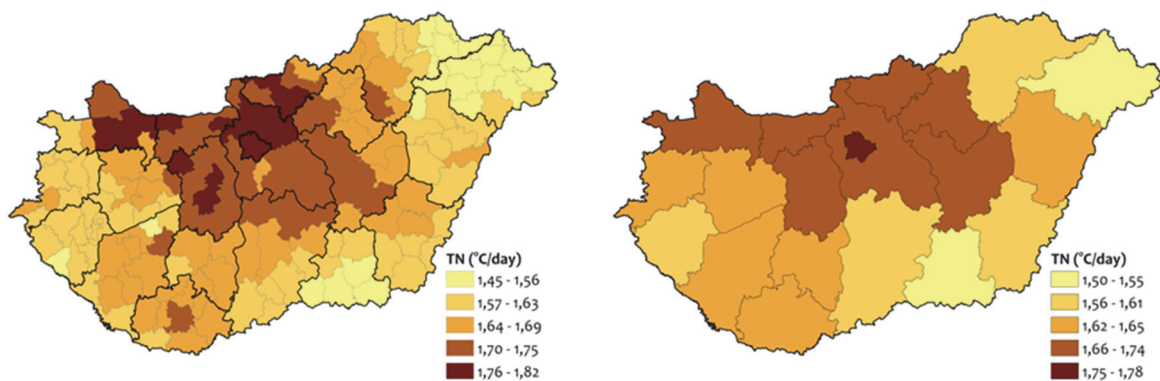 TN (°C/day)
1,45 - 1,56
1,57 - 1,63
1,64 - 1,69
1,70 - 1,75
1,76 - 1,82
TN (°C/day)
1,50 - 1,55
1,56 - 1,61
1,62 - 1,65
1,66 - 1,74
1,75 - 1,78